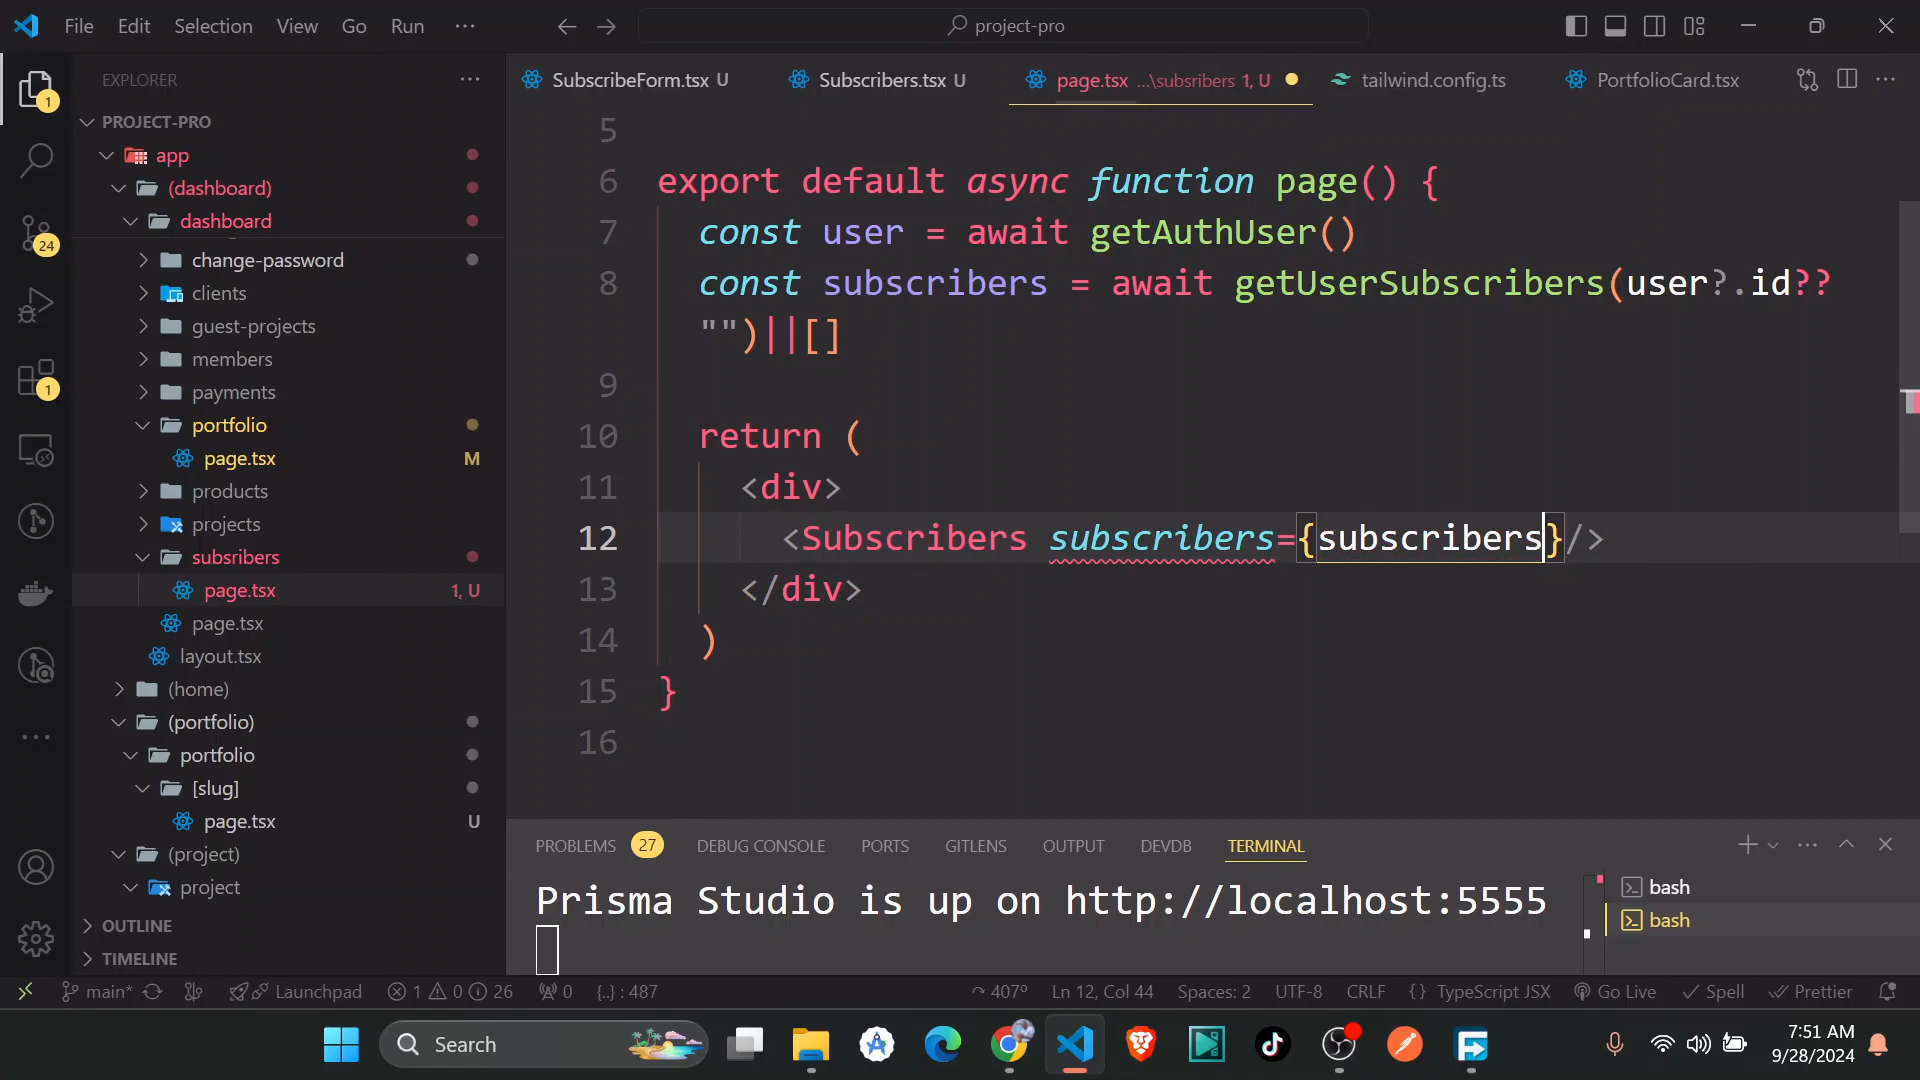 File Edit Selection View Go Run ···
project-pro
EXPLORER
PROJECT-PRO
app
(dashboard)
dashboard
change-password
clients
guest-projects
members
payments
portfolio
page.tsx M
products
projects
subsribers
page.tsx 1, U
page.tsx
layout.tsx
(home)
(portfolio)
portfolio
[slug]
page.tsx U
(project)
project
OUTLINE
TIMELINE
1
24
1
SubscribeForm.tsx U
Subscribers.tsx U
page.tsx ...\subsribers 1, U
tailwind.config.ts
PortfolioCard.tsx
5
6 export default async function page() {
7 const user = await getAuthUser()
8 const subscribers = await getUserSubscribers(user?.id??
"")||[]
9
10 return (
11 <div>
12 <Subscribers subscribers={subscribers}/>
13 </div>
14 )
15 }
16
PROBLEMS 27 DEBUG CONSOLE PORTS GITLENS OUTPUT DEVDB TERMINAL
Prisma Studio is up on http://localhost:5555
bash
bash
main* Launchpad 1 0 26 0 {..} : 487
407° Ln 12, Col 44 Spaces: 2 UTF-8 CRLF {} TypeScript JSX Go Live Spell Prettier
Search
7:51 AM
9/28/2024